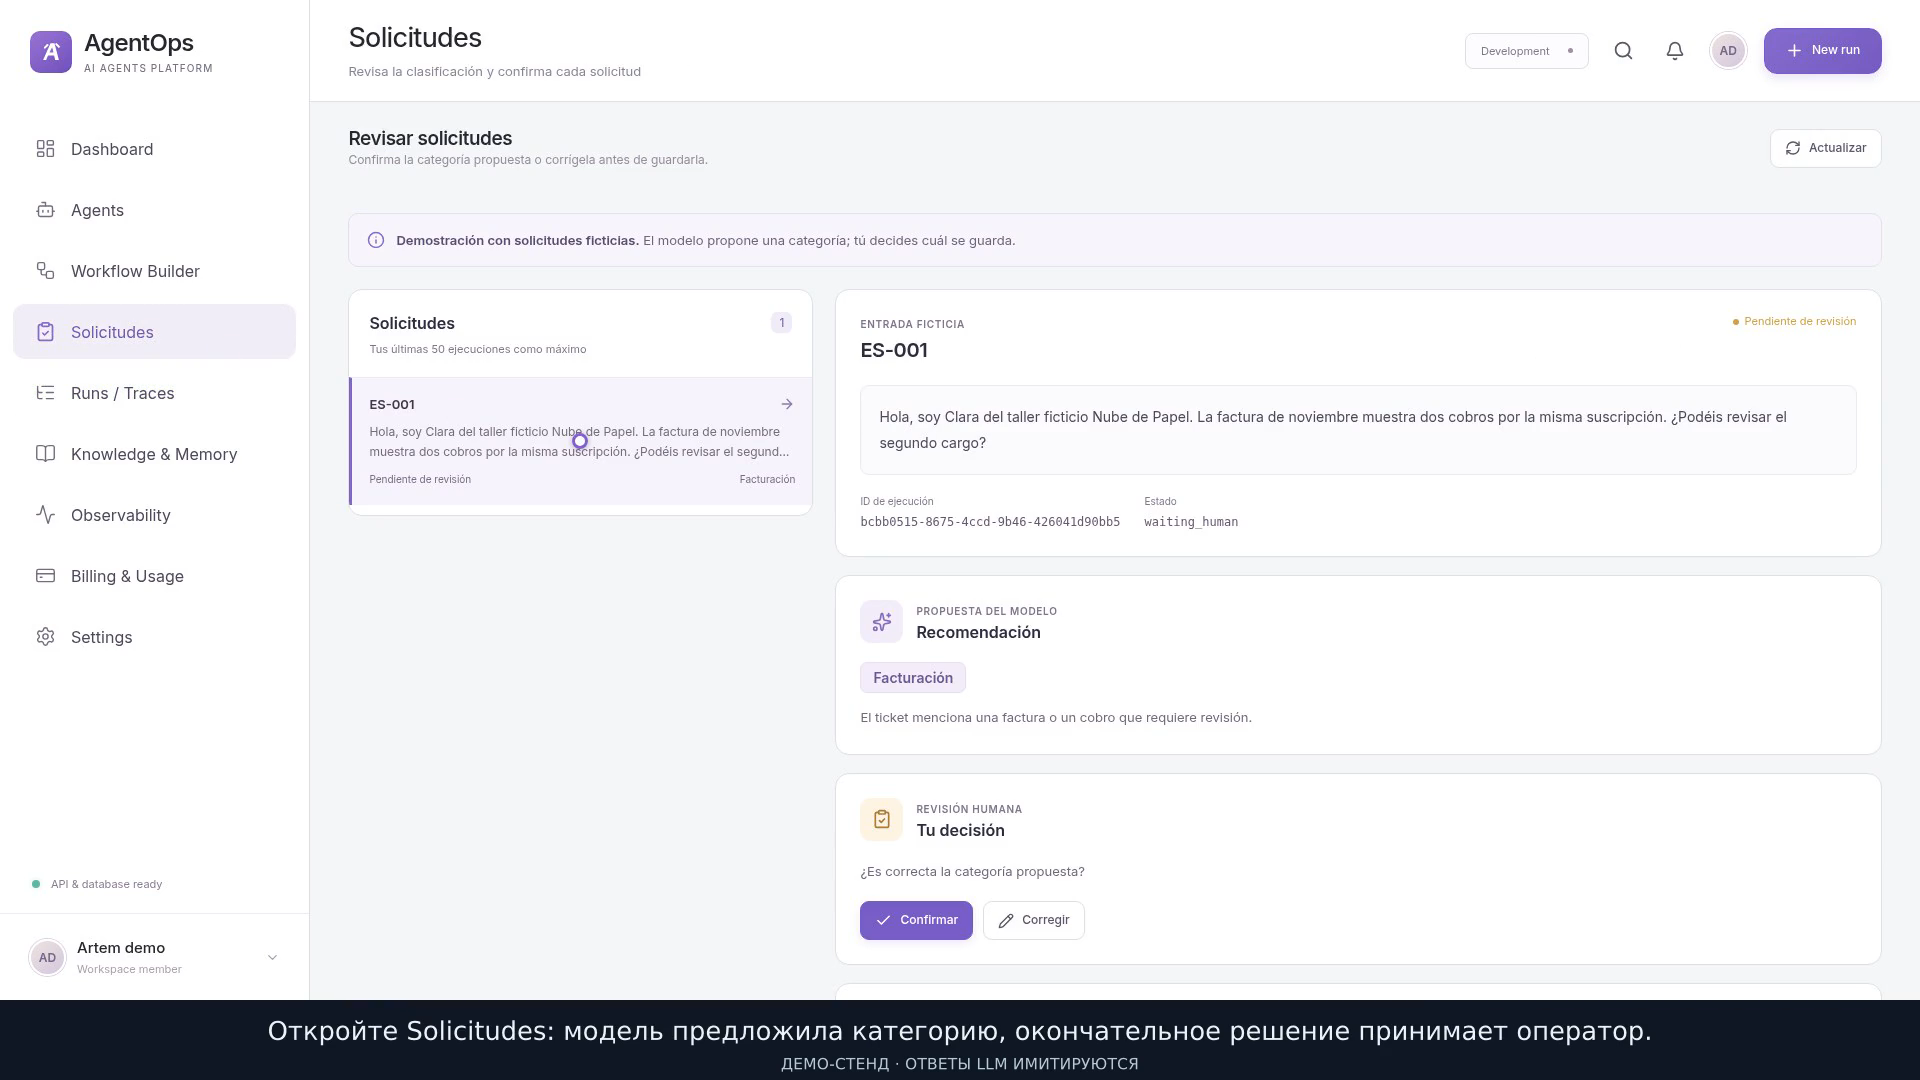 AgentOps
AI AGENTS PLATFORM
Dashboard
Agents
Workflow Builder
Solicitudes
Runs / Traces
Knowledge & Memory
Observability
Billing & Usage
Settings
API & database ready
AD
Artem demo
Workspace member
Solicitudes
Revisa la clasificación y confirma cada solicitud
Development
AD
New run
Revisar solicitudes
Confirma la categoría propuesta o corrígela antes de guardarla.
Actualizar
Demostración con solicitudes ficticias. El modelo propone una categoría; tú decides cuál se guarda.
Solicitudes
1
Tus últimas 50 ejecuciones como máximo
ES-001
Hola, soy Clara del taller ficticio Nube de Papel. La factura de noviembre
muestra dos cobros por la misma suscripción. ¿Podéis revisar el segund...
Pendiente de revisión
Facturación
ENTRADA FICTICIA
Pendiente de revisión
ES-001
Hola, soy Clara del taller ficticio Nube de Papel. La factura de noviembre muestra dos cobros por la misma suscripción. ¿Podéis revisar el
segundo cargo?
ID de ejecución
Estado
bcbb0515-8675-4ccd-9b46-426041d90bb5
waiting_human
PROPUESTA DEL MODELO
Recomendación
Facturación
El ticket menciona una factura o un cobro que requiere revisión.
REVISIÓN HUMANA
Tu decisión
¿Es correcta la categoría propuesta?
Confirmar
Corregir
Откройте Solicitudes: модель предложила категорию, окончательное решение принимает оператор.
ДЕМО-СТЕНД · ОТВЕТЫ LLM ИМИТИРУЮТСЯ